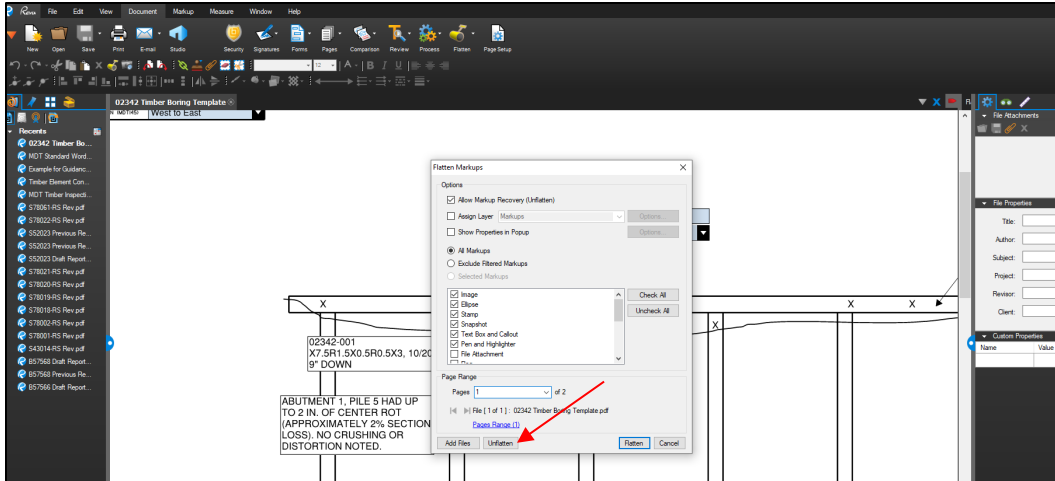 Revu File Edit View Document Markup Measure Window Help
New Open Save Print E-mail Studio Security Signatures Forms Pages Comparison Review Process Flatten Page Setup
12 A B I U
02342 Timber Boring Template
West to East
Recents
02342 Timber Bo...
MDT Standard Word...
Example for Guidanc...
Timber Element Con...
MDT Timber Inspecti...
S78061-RS Rev.pdf
S78022-RS Rev.pdf
S52023 Previous Re...
S52023 Previous Re...
S52023 Draft Report...
S78021-RS Rev.pdf
S78020-RS Rev.pdf
S78019-RS Rev.pdf
S78018-RS Rev.pdf
S78002-RS Rev.pdf
S78001-RS Rev.pdf
S43014-RS Rev.pdf
B57568 Draft Report...
B57568 Previous Re...
B57566 Draft Report...
X
02342-001
X7.5R1.5X0.5R0.5X3, 10/20
9" DOWN
ABUTMENT 1, PILE 5 HAD UP
TO 2 IN. OF CENTER ROT
(APPROXIMATELY 2% SECTION
LOSS). NO CRUSHING OR
DISTORTION NOTED.
Flatten Markups
Options
Allow Markup Recovery (Unflatten)
Assign Layer Markups Options...
Show Properties in Popup Options...
All Markups
Exclude Filtered Markups
Selected Markups
Image Check All
Ellipse Uncheck All
Stamp
Snapshot
Text Box and Callout
Pen and Highlighter
File Attachment
Page Range
Pages 1 of 2
File [ 1 of 1 ] : 02342 Timber Boring Template.pdf
Pages Range (1)
Add Files Unflatten Flatten Cancel
X
X X
File Attachments
File Properties
Title:
Author:
Subject:
Project:
Revisor:
Client:
Custom Properties
Name Value